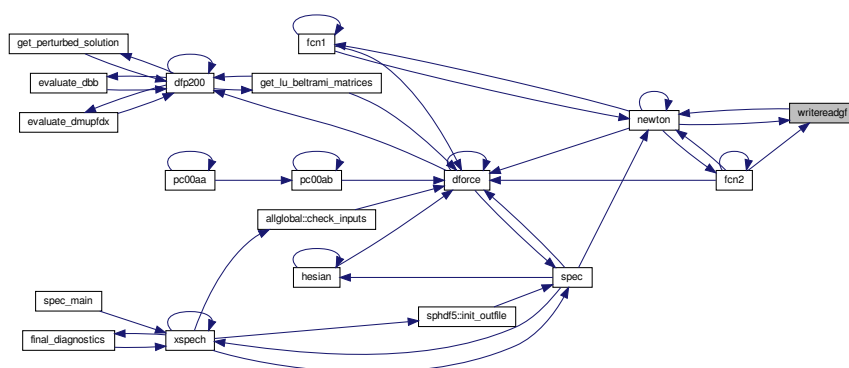 get_perturbed_solution
evaluate_dbb
evaluate_dmupfdx
dfp200
get_lu_beltrami_matrices
fcn1
newton
writereadgf
fcn2
pc00aa
pc00ab
dforce
allglobal::check_inputs
hesian
spec
spec_main
final_diagnostics
xspech
sphdf5::init_outfile